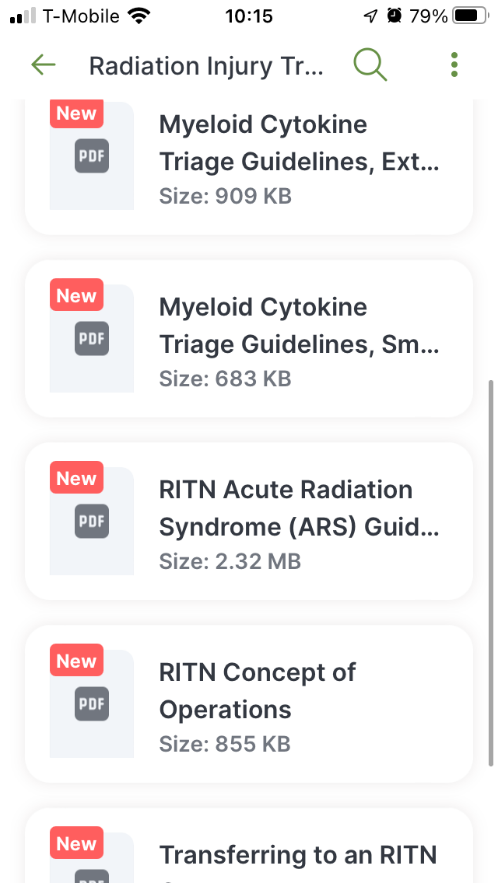 T-Mobile 10:15 79%
Radiation Injury Tr...
New
PDF
Myeloid Cytokine
Triage Guidelines, Ext...
Size: 909 KB
New
PDF
Myeloid Cytokine
Triage Guidelines, Sm...
Size: 683 KB
New
PDF
RITN Acute Radiation
Syndrome (ARS) Guid...
Size: 2.32 MB
New
PDF
RITN Concept of
Operations
Size: 855 KB
New
Transferring to an RITN